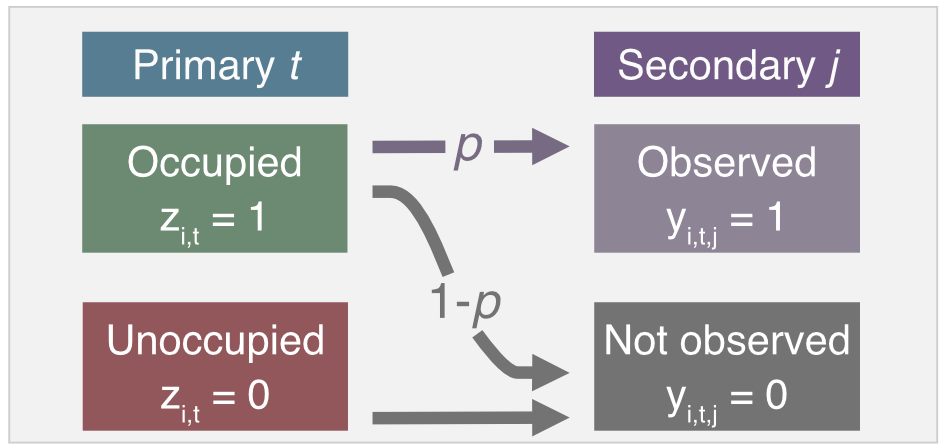 Primary t
Secondary j
Occupied
z_{i,t} = 1
p
Observed
y_{i,t,j} = 1
1-p
Unoccupied
z_{i,t} = 0
Not observed
y_{i,t,j} = 0